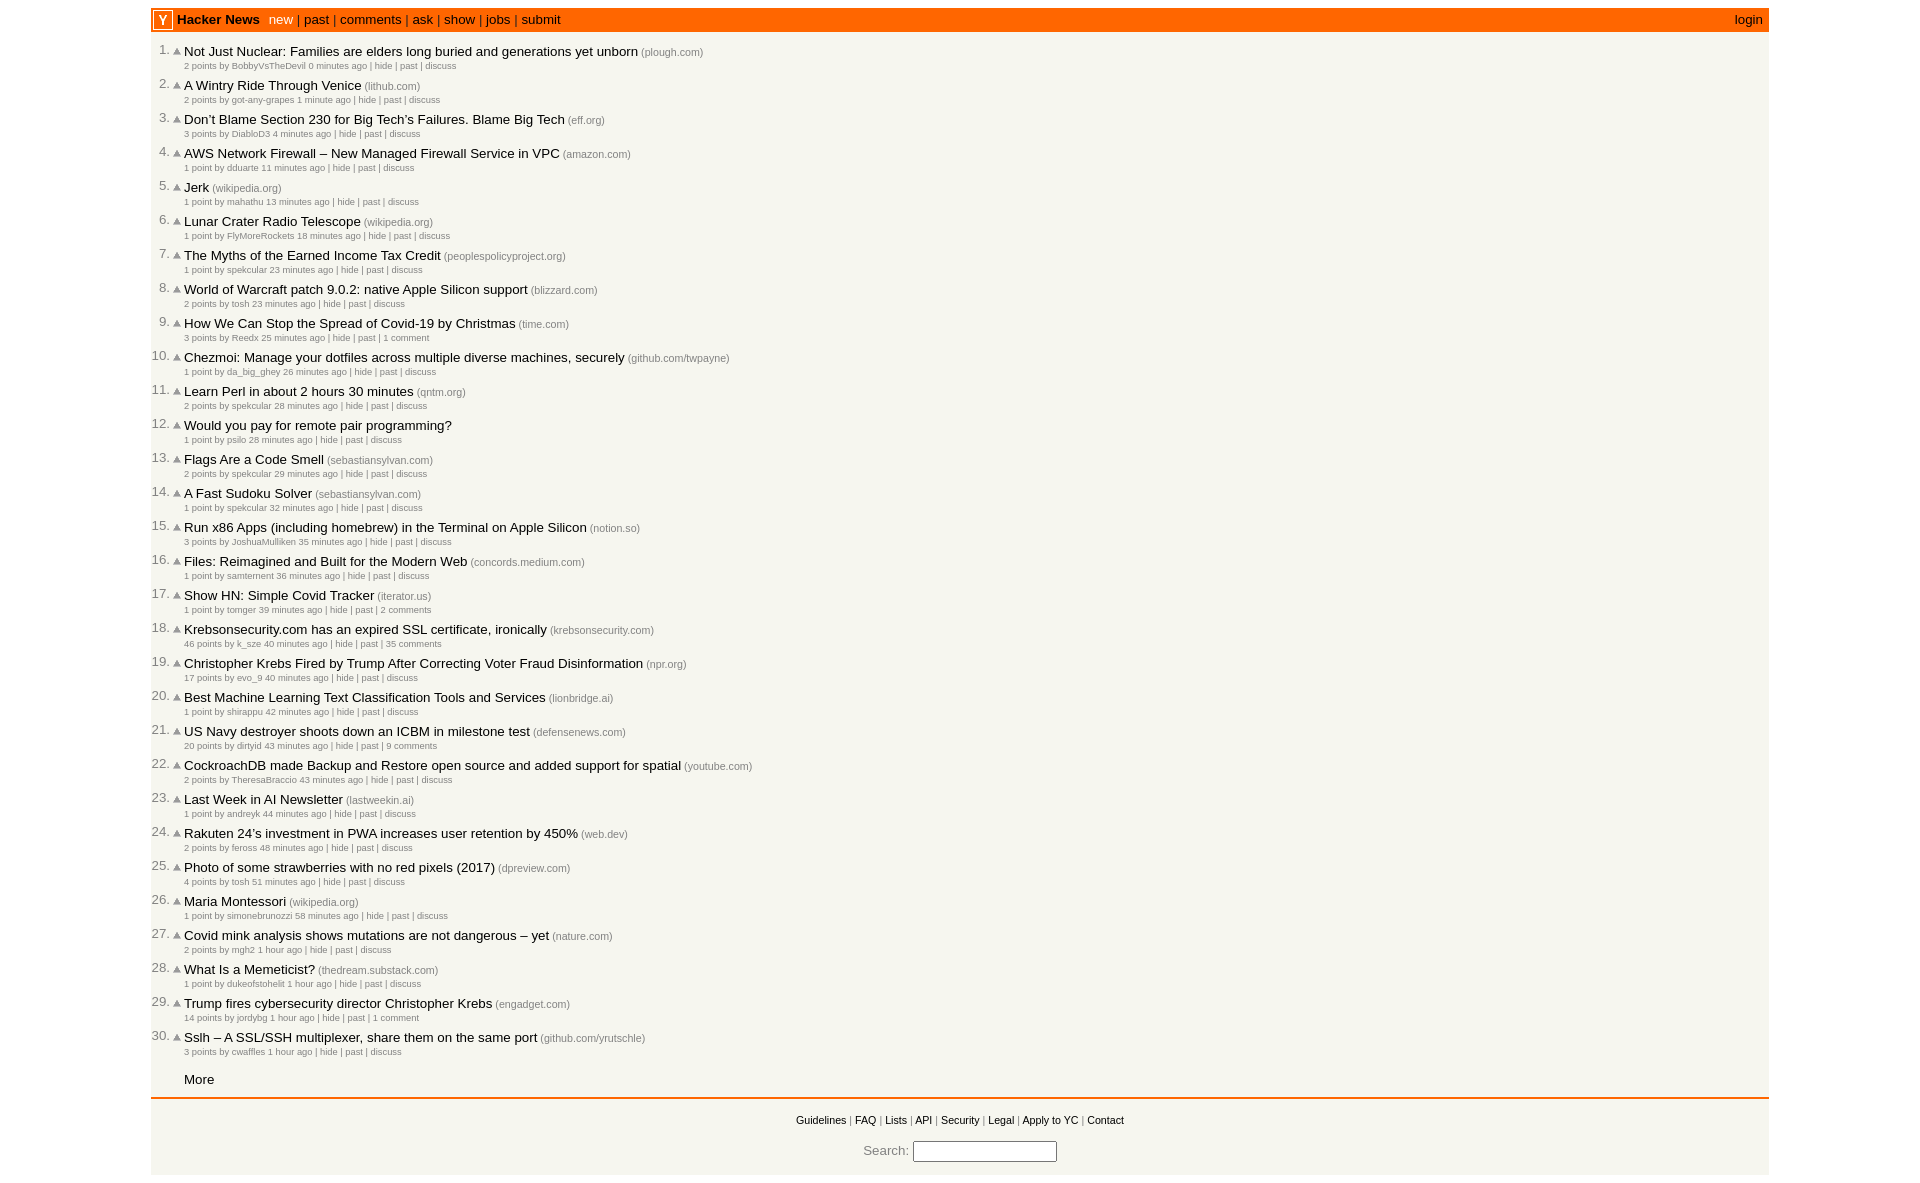 Y Hacker News new | past | comments | ask | show | jobs | submit login
1. Not Just Nuclear: Families are elders long buried and generations yet unborn (plough.com)
2 points by BobbyVsTheDevil 0 minutes ago | hide | past | discuss
2. A Wintry Ride Through Venice (lithub.com)
2 points by got-any-grapes 1 minute ago | hide | past | discuss
3. Don’t Blame Section 230 for Big Tech’s Failures. Blame Big Tech (eff.org)
3 points by DiabloD3 4 minutes ago | hide | past | discuss
4. AWS Network Firewall – New Managed Firewall Service in VPC (amazon.com)
1 point by dduarte 11 minutes ago | hide | past | discuss
5. Jerk (wikipedia.org)
1 point by mahathu 13 minutes ago | hide | past | discuss
6. Lunar Crater Radio Telescope (wikipedia.org)
1 point by FlyMoreRockets 18 minutes ago | hide | past | discuss
7. The Myths of the Earned Income Tax Credit (peoplespolicyproject.org)
1 point by spekcular 23 minutes ago | hide | past | discuss
8. World of Warcraft patch 9.0.2: native Apple Silicon support (blizzard.com)
2 points by tosh 23 minutes ago | hide | past | discuss
9. How We Can Stop the Spread of Covid-19 by Christmas (time.com)
3 points by Reedx 25 minutes ago | hide | past | 1 comment
10. Chezmoi: Manage your dotfiles across multiple diverse machines, securely (github.com/twpayne)
1 point by da_big_ghey 26 minutes ago | hide | past | discuss
11. Learn Perl in about 2 hours 30 minutes (qntm.org)
2 points by spekcular 28 minutes ago | hide | past | discuss
12. Would you pay for remote pair programming?
1 point by psilo 28 minutes ago | hide | past | discuss
13. Flags Are a Code Smell (sebastiansylvan.com)
2 points by spekcular 29 minutes ago | hide | past | discuss
14. A Fast Sudoku Solver (sebastiansylvan.com)
1 point by spekcular 32 minutes ago | hide | past | discuss
15. Run x86 Apps (including homebrew) in the Terminal on Apple Silicon (notion.so)
3 points by JoshuaMulliken 35 minutes ago | hide | past | discuss
16. Files: Reimagined and Built for the Modern Web (concords.medium.com)
1 point by samternent 36 minutes ago | hide | past | discuss
17. Show HN: Simple Covid Tracker (iterator.us)
1 point by tomger 39 minutes ago | hide | past | 2 comments
18. Krebsonsecurity.com has an expired SSL certificate, ironically (krebsonsecurity.com)
46 points by k_sze 40 minutes ago | hide | past | 35 comments
19. Christopher Krebs Fired by Trump After Correcting Voter Fraud Disinformation (npr.org)
17 points by evo_9 40 minutes ago | hide | past | discuss
20. Best Machine Learning Text Classification Tools and Services (lionbridge.ai)
1 point by shirappu 42 minutes ago | hide | past | discuss
21. US Navy destroyer shoots down an ICBM in milestone test (defensenews.com)
20 points by dirtyid 43 minutes ago | hide | past | 9 comments
22. CockroachDB made Backup and Restore open source and added support for spatial (youtube.com)
2 points by TheresaBraccio 43 minutes ago | hide | past | discuss
23. Last Week in AI Newsletter (lastweekin.ai)
1 point by andreyk 44 minutes ago | hide | past | discuss
24. Rakuten 24’s investment in PWA increases user retention by 450% (web.dev)
2 points by feross 48 minutes ago | hide | past | discuss
25. Photo of some strawberries with no red pixels (2017) (dpreview.com)
4 points by tosh 51 minutes ago | hide | past | discuss
26. Maria Montessori (wikipedia.org)
1 point by simonebrunozzi 58 minutes ago | hide | past | discuss
27. Covid mink analysis shows mutations are not dangerous – yet (nature.com)
2 points by mgh2 1 hour ago | hide | past | discuss
28. What Is a Memeticist? (thedream.substack.com)
1 point by dukeofstohelit 1 hour ago | hide | past | discuss
29. Trump fires cybersecurity director Christopher Krebs (engadget.com)
14 points by jordybg 1 hour ago | hide | past | 1 comment
30. Sslh – A SSL/SSH multiplexer, share them on the same port (github.com/yrutschle)
3 points by cwaffles 1 hour ago | hide | past | discuss
More
Guidelines | FAQ | Lists | API | Security | Legal | Apply to YC | Contact
Search: